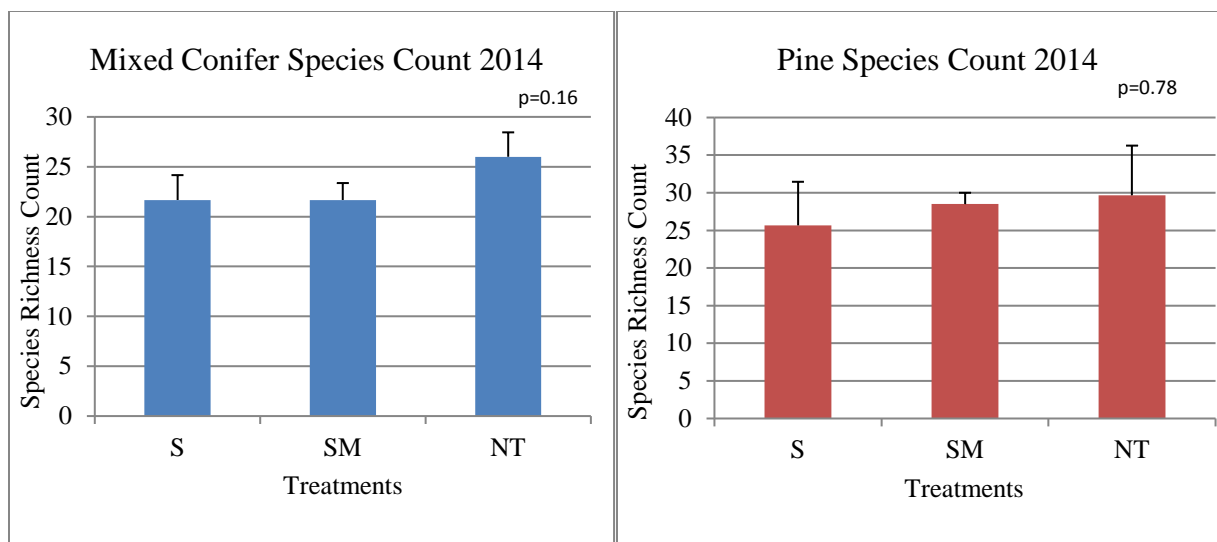 Mixed Conifer Species Count 2014
p=0.16
Species Richness Count
30
25
20
15
10
5
0
S SM NT
Treatments
Pine Species Count 2014
p=0.78
Species Richness Count
40
35
30
25
20
15
10
5
0
S SM NT
Treatments